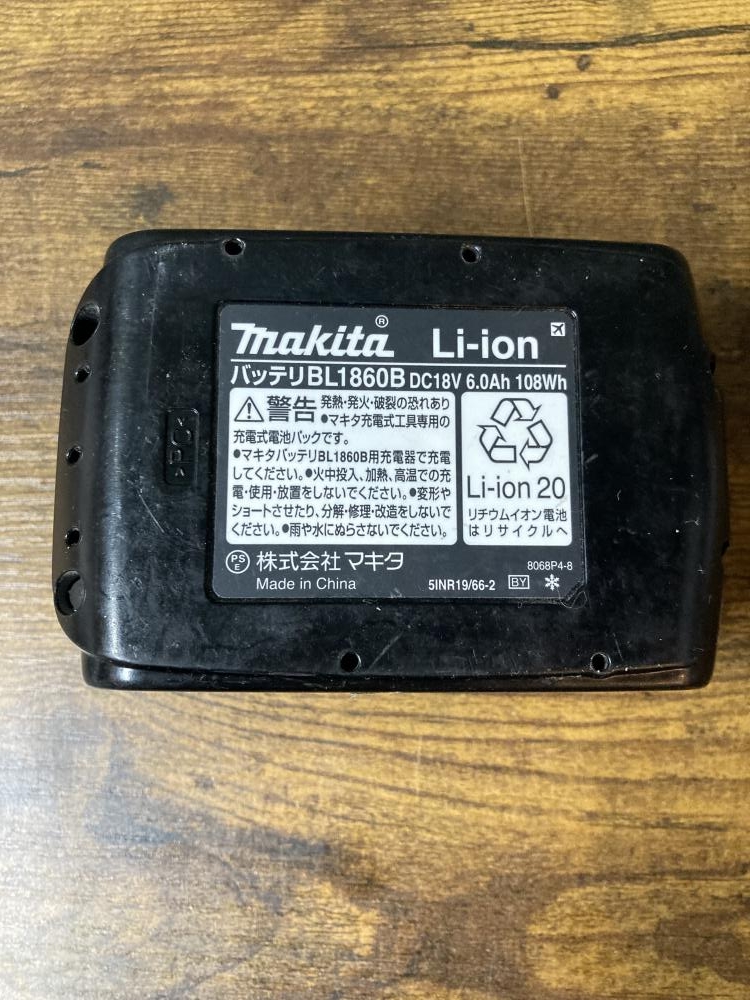 makita® Li-ion
バッテリBL1860B DC18V 6.0Ah 108Wh
警告 発熱・発火・破裂の恐れあり
●マキタ充電式工具専用の
充電式電池パックです。
●マキタバッテリBL1860B用充電器で充電
してください。●火中投入、加熱、高温での充
電・使用・放置をしないでください。●変形や
ショートさせたり、分解・修理・改造をしないで
ください。●雨や水にぬらさないでください。
Li-ion 20
リチウムイオン電池
はリサイクルへ
PS
E
株式会社マキタ
Made in China
8068P4-8
5INR19/66-2 BY
>PC<